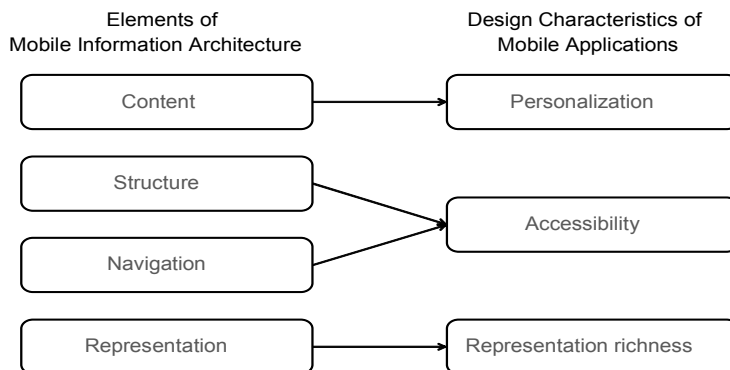 Elements of
Mobile Information Architecture
Design Characteristics of
Mobile Applications
Content
Personalization
Structure
Accessibility
Navigation
Representation
Representation richness